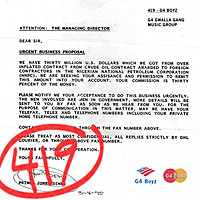 419 - G4 BOYZ
G4 SMALLA GANG
MUSIC GROUP
ATTENTION: THE MANAGING DIRECTOR
DEAR SIR,
URGENT BUSINESS PROPOSAL
WE HAVE THIRTY MILLION U.S. DOLLARS WHICH WE GOT FROM OVER
INFLATED CONTRACT FROM CRUDE OIL CONTRACT AWARDED TO FOREIGN
CONTRACTORS IN THE NIGERIAN NATIONAL PETROLEUM CORPORATION
(NNPC). WE ARE SEEKING YOUR ASSISTANCE AND PERMISSION TO REMIT
THIS AMOUNT INTO YOUR ACCOUNT. YOUR COMMISSION IS THIRTY
PERCENT OF THE MONEY.
PLEASE NOTIFY ME YOUR ACCEPTANCE TO DO THIS BUSINESS URGENTLY.
THE MEN INVOLVED ARE MEN IN GOVERNMENT. MORE DETAILS WILL BE
SENT TO YOU BY FAX AS SOON AS WE HEAR FROM YOU. FOR THE
PURPOSE OF COMMUNICATION IN THIS MATTER, MAY WE HAVE YOUR
TELEFAX, TELEX AND TELEPHONE NUMBERS INCLUDING YOUR PRIVATE
HOME TELEPHONE NUMBER.
THROUGH THE FAX NUMBER ABOVE.
TREAT AS MOST CONFIDENTIAL, ALL REPLIES STRICTLY BY DHL
COURIER, OR THROUGH ABOVE FAX NUMBER.
THANKS FOR YOUR CO-OPERATION.
YOURS FAITHFULLY,
419
G4 Boyz
G4 Boyz